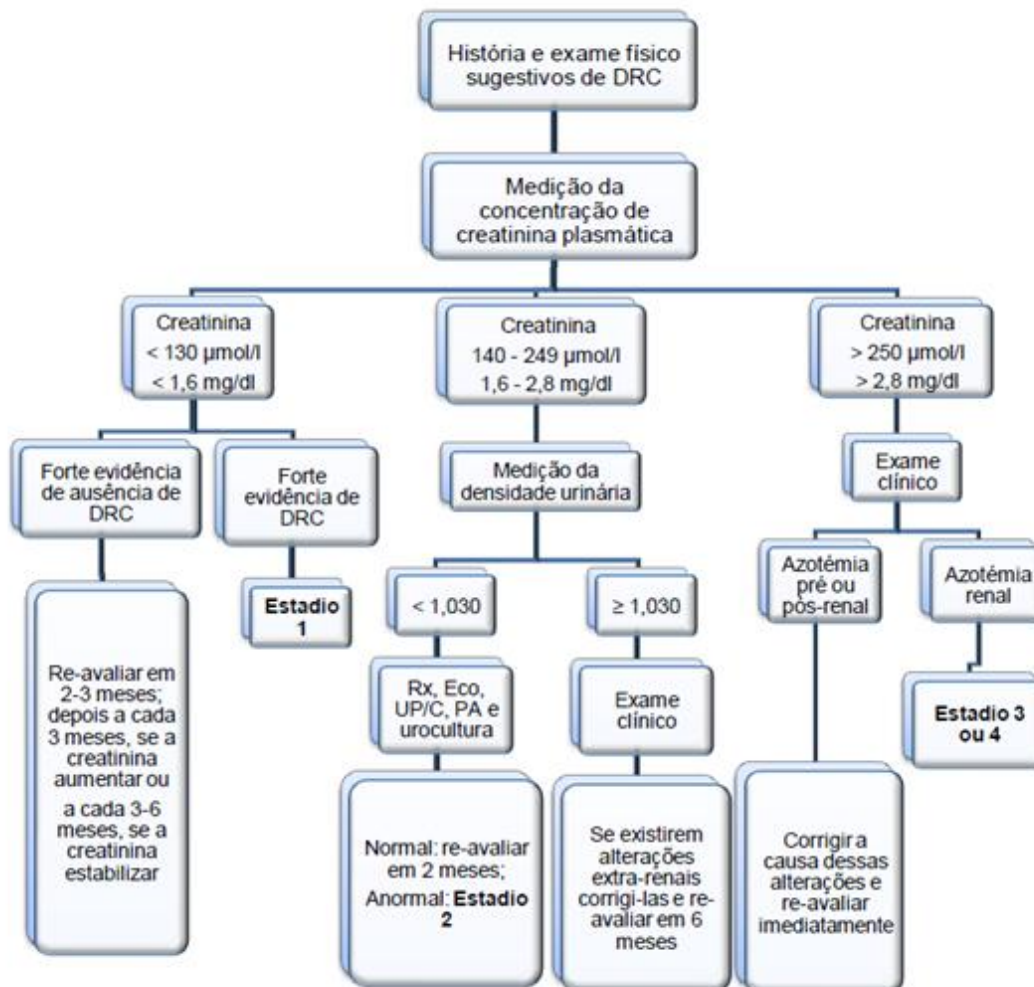 História e exame físico
sugestivos de DRC
Medição da
concentração de
creatinina plasmática
Creatinina
< 130 µmol/l
< 1,6 mg/dl
Creatinina
140 - 249 µmol/l
1,6 - 2,8 mg/dl
Creatinina
> 250 µmol/l
> 2,8 mg/dl
Forte evidência
de ausência de
DRC
Forte
evidência de
DRC
Medição da
densidade urinária
Exame
clínico
Estadio
1
< 1,030
≥ 1,030
Azotémia
pré ou
pós-renal
Azotémia
renal
Re-avaliar em
2-3 meses;
depois a cada
3 meses, se a
creatinina
aumentar ou
a cada 3-6
meses, se a
creatinina
estabilizar
Rx, Eco,
UP/C, PA e
urocultura
Exame
clínico
Estadio 3
ou 4
Normal: re-avaliar
em 2 meses;
Anormal: Estadio
2
Se existirem
alterações
extra-renais
corrigi-las e re-
avaliar em 6
meses
Corrigir a
causa dessas
alterações e
re-avaliar
imediatamente